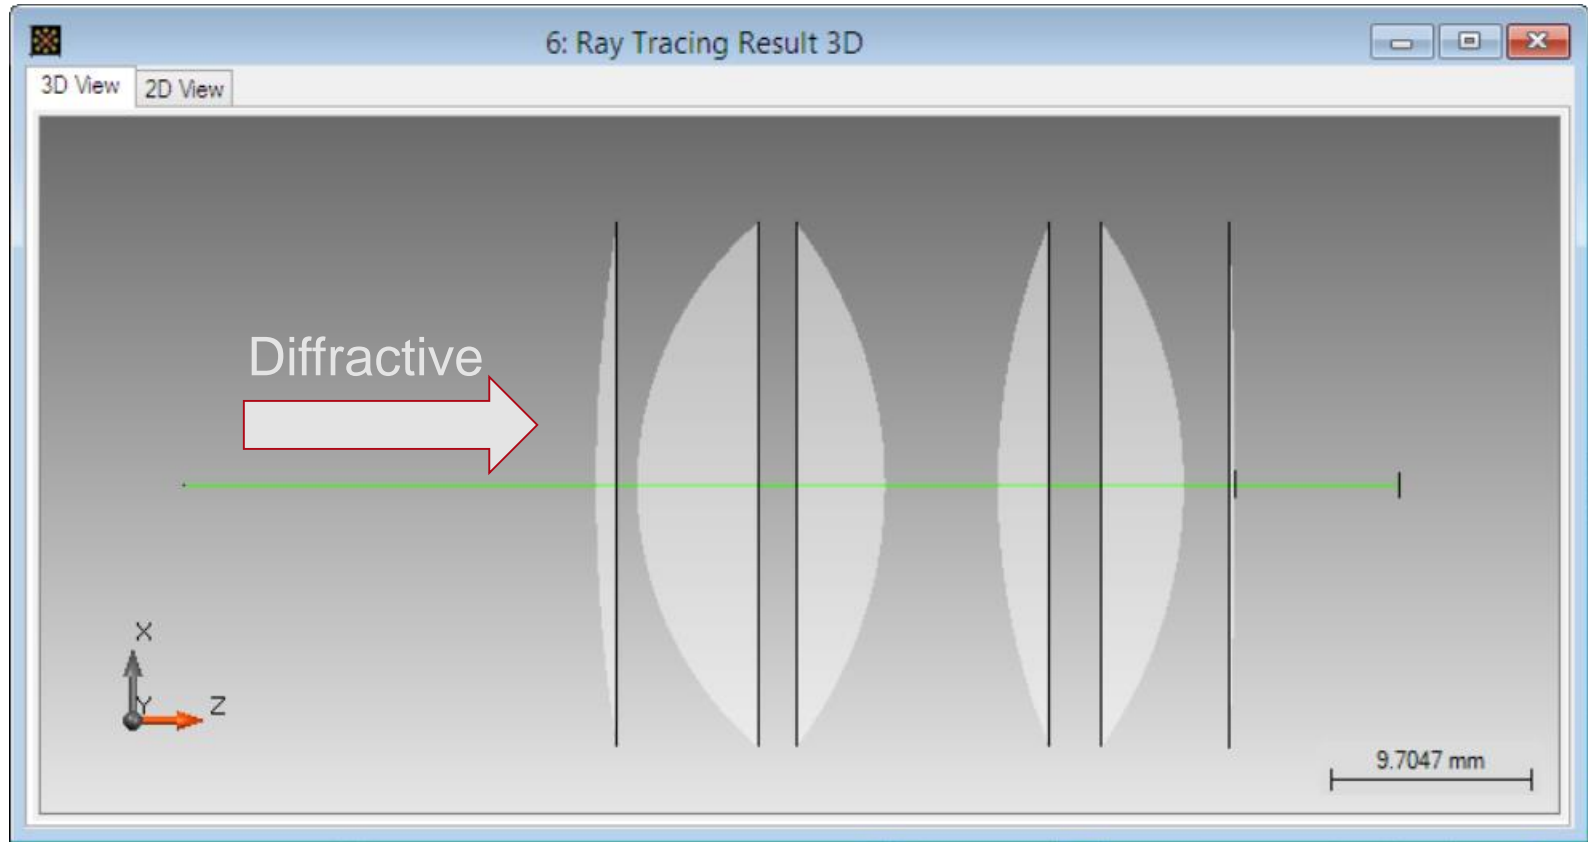 6: Ray Tracing Result 3D
3D View 2D View
Diffractive
X
Y Z
9.7047 mm